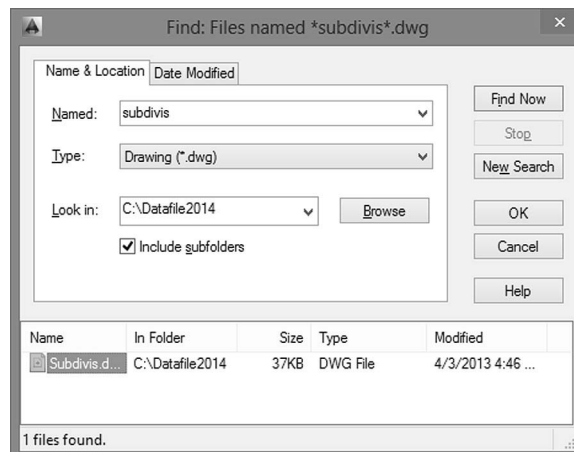 Find: Files named *subdivis*.dwg
Name & Location Date Modified
Named: subdivis
Type: Drawing (*.dwg)
Look in: C:\Datafile2014 Browse
Include subfolders
Find Now
Stop
New Search
OK
Cancel
Help
Name In Folder Size Type Modified
Subdivis.d... C:\Datafile2014 37KB DWG File 4/3/2013 4:46 ...
1 files found.